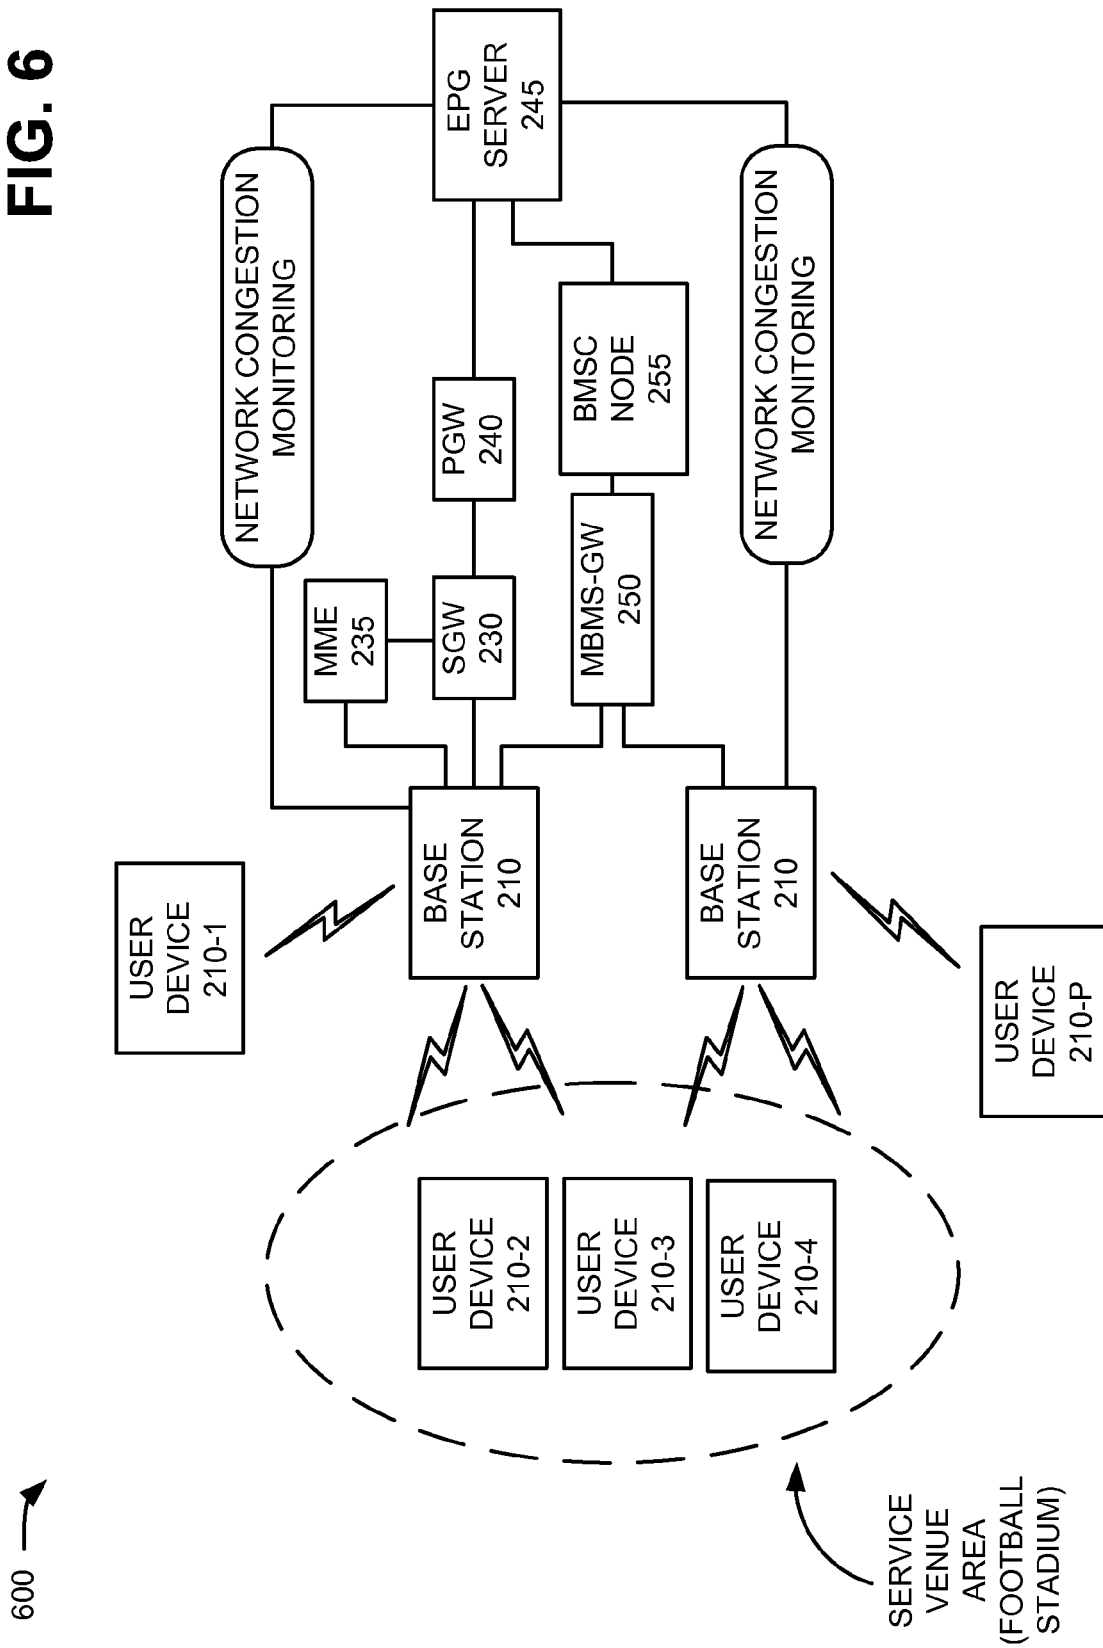 FIG. 6
600
USER
DEVICE
210-1
NETWORK CONGESTION
MONITORING
MME
235
EPG
SERVER
245
USER
DEVICE
210-2
BASE
STATION
210
SGW
230
PGW
240
USER
DEVICE
210-3
MBMS-GW
250
BMSC
NODE
255
USER
DEVICE
210-4
BASE
STATION
210
NETWORK CONGESTION
MONITORING
SERVICE
VENUE
AREA
(FOOTBALL
STADIUM)
USER
DEVICE
210-P